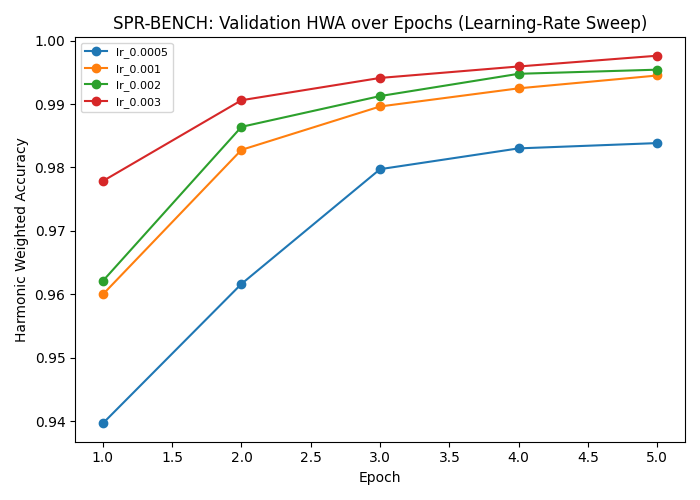 SPR-BENCH: Validation HWA over Epochs (Learning-Rate Sweep)
Harmonic Weighted Accuracy
1.00
0.99
0.98
0.97
0.96
0.95
0.94
lr_0.0005
lr_0.001
lr_0.002
lr_0.003
1.0 1.5 2.0 2.5 3.0 3.5 4.0 4.5 5.0
Epoch